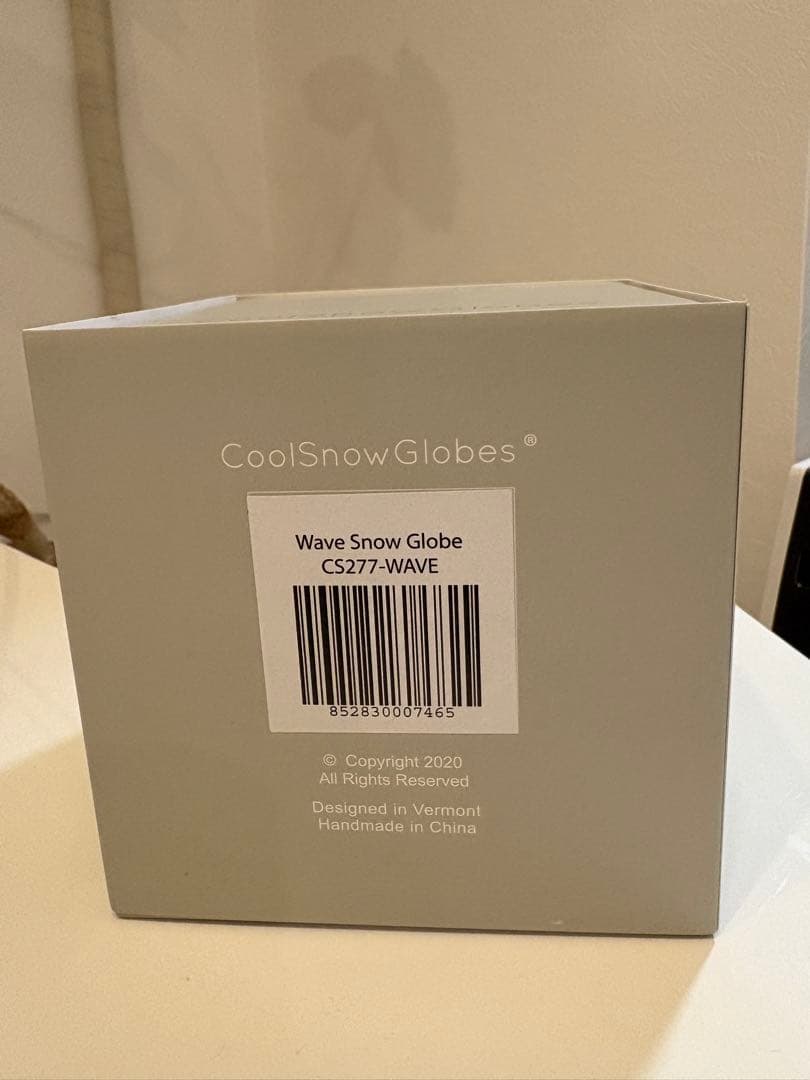 CoolSnowGlobes®
Wave Snow Globe
CS277-WAVE
852830007465
© Copyright 2020
All Rights Reserved
Designed in Vermont
Handmade in China